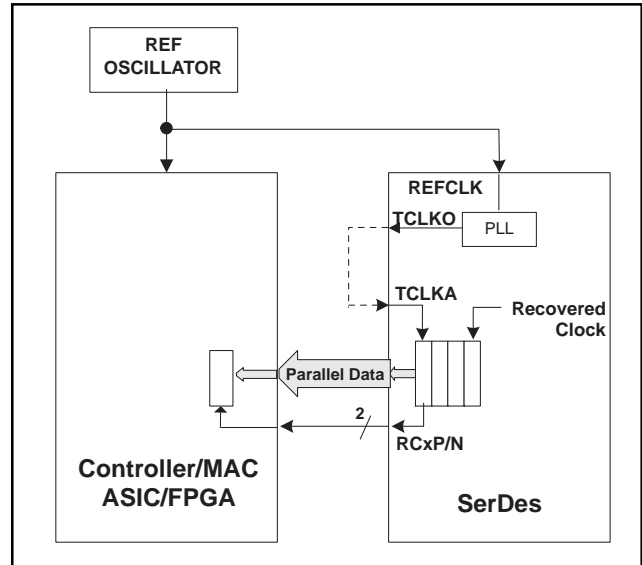 REF
OSCILLATOR
REFCLK
TCLKO
PLL
TCLKA
Recovered
Clock
Parallel Data
2
RCxP/N
Controller/MAC
ASIC/FPGA
SerDes